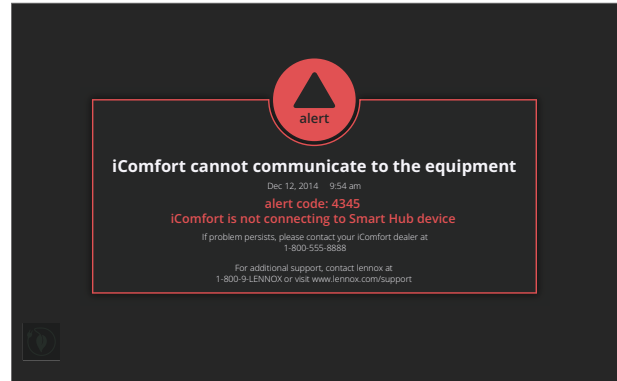 alert
iComfort cannot communicate to the equipment
Dec 12, 2014 9:54 am
alert code: 4345
iComfort is not connecting to Smart Hub device
If problem persists, please contact your iComfort dealer at
1-800-555-8888
For additional support, contact lennox at
1-800-9-LENNOX or visit www.lennox.com/support